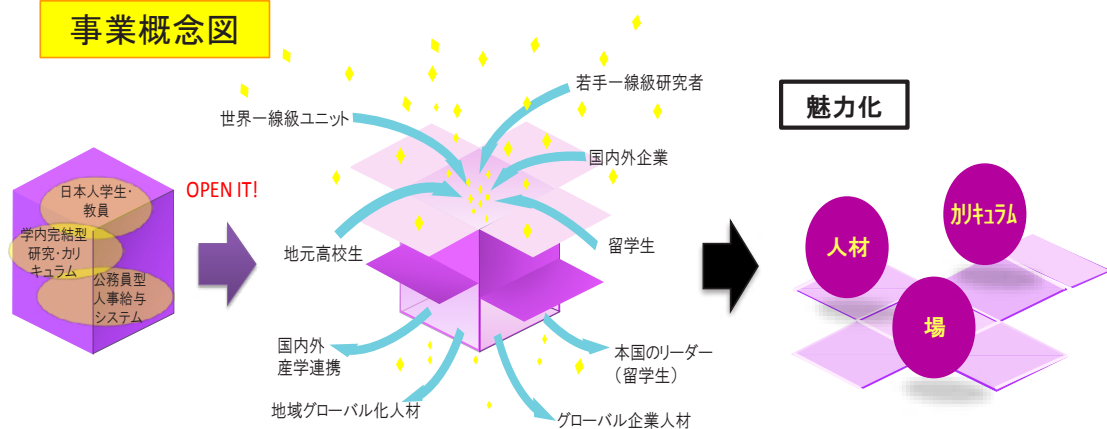 事業概念図
若手一線級研究者
世界一線級ユニット
魅力化
国内外企業
日本人学生・
教員
OPEN IT!
学内完結型
研究・カリ
キュラム
公務員型
人事給与
システム
地元高校生
留学生
人材
カリキュラム
場
国内外
産学連携
本国のリーダー
（留学生）
地域グローバル化人材
グローバル企業人材